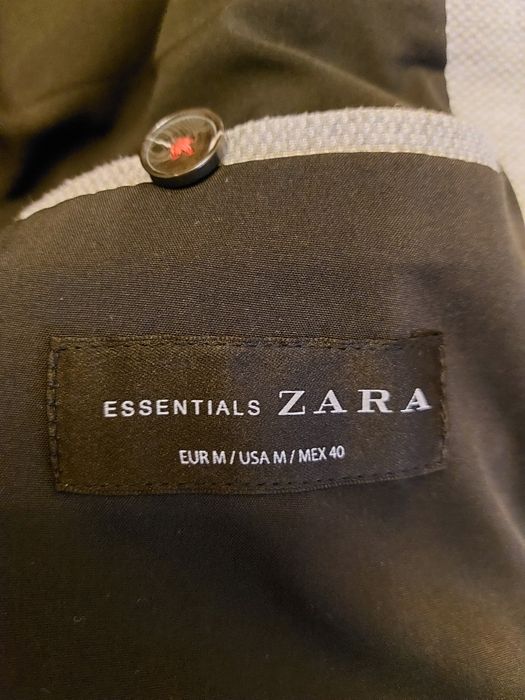 ESSENTIALS ZARA
EUR M / USA M / MEX 40